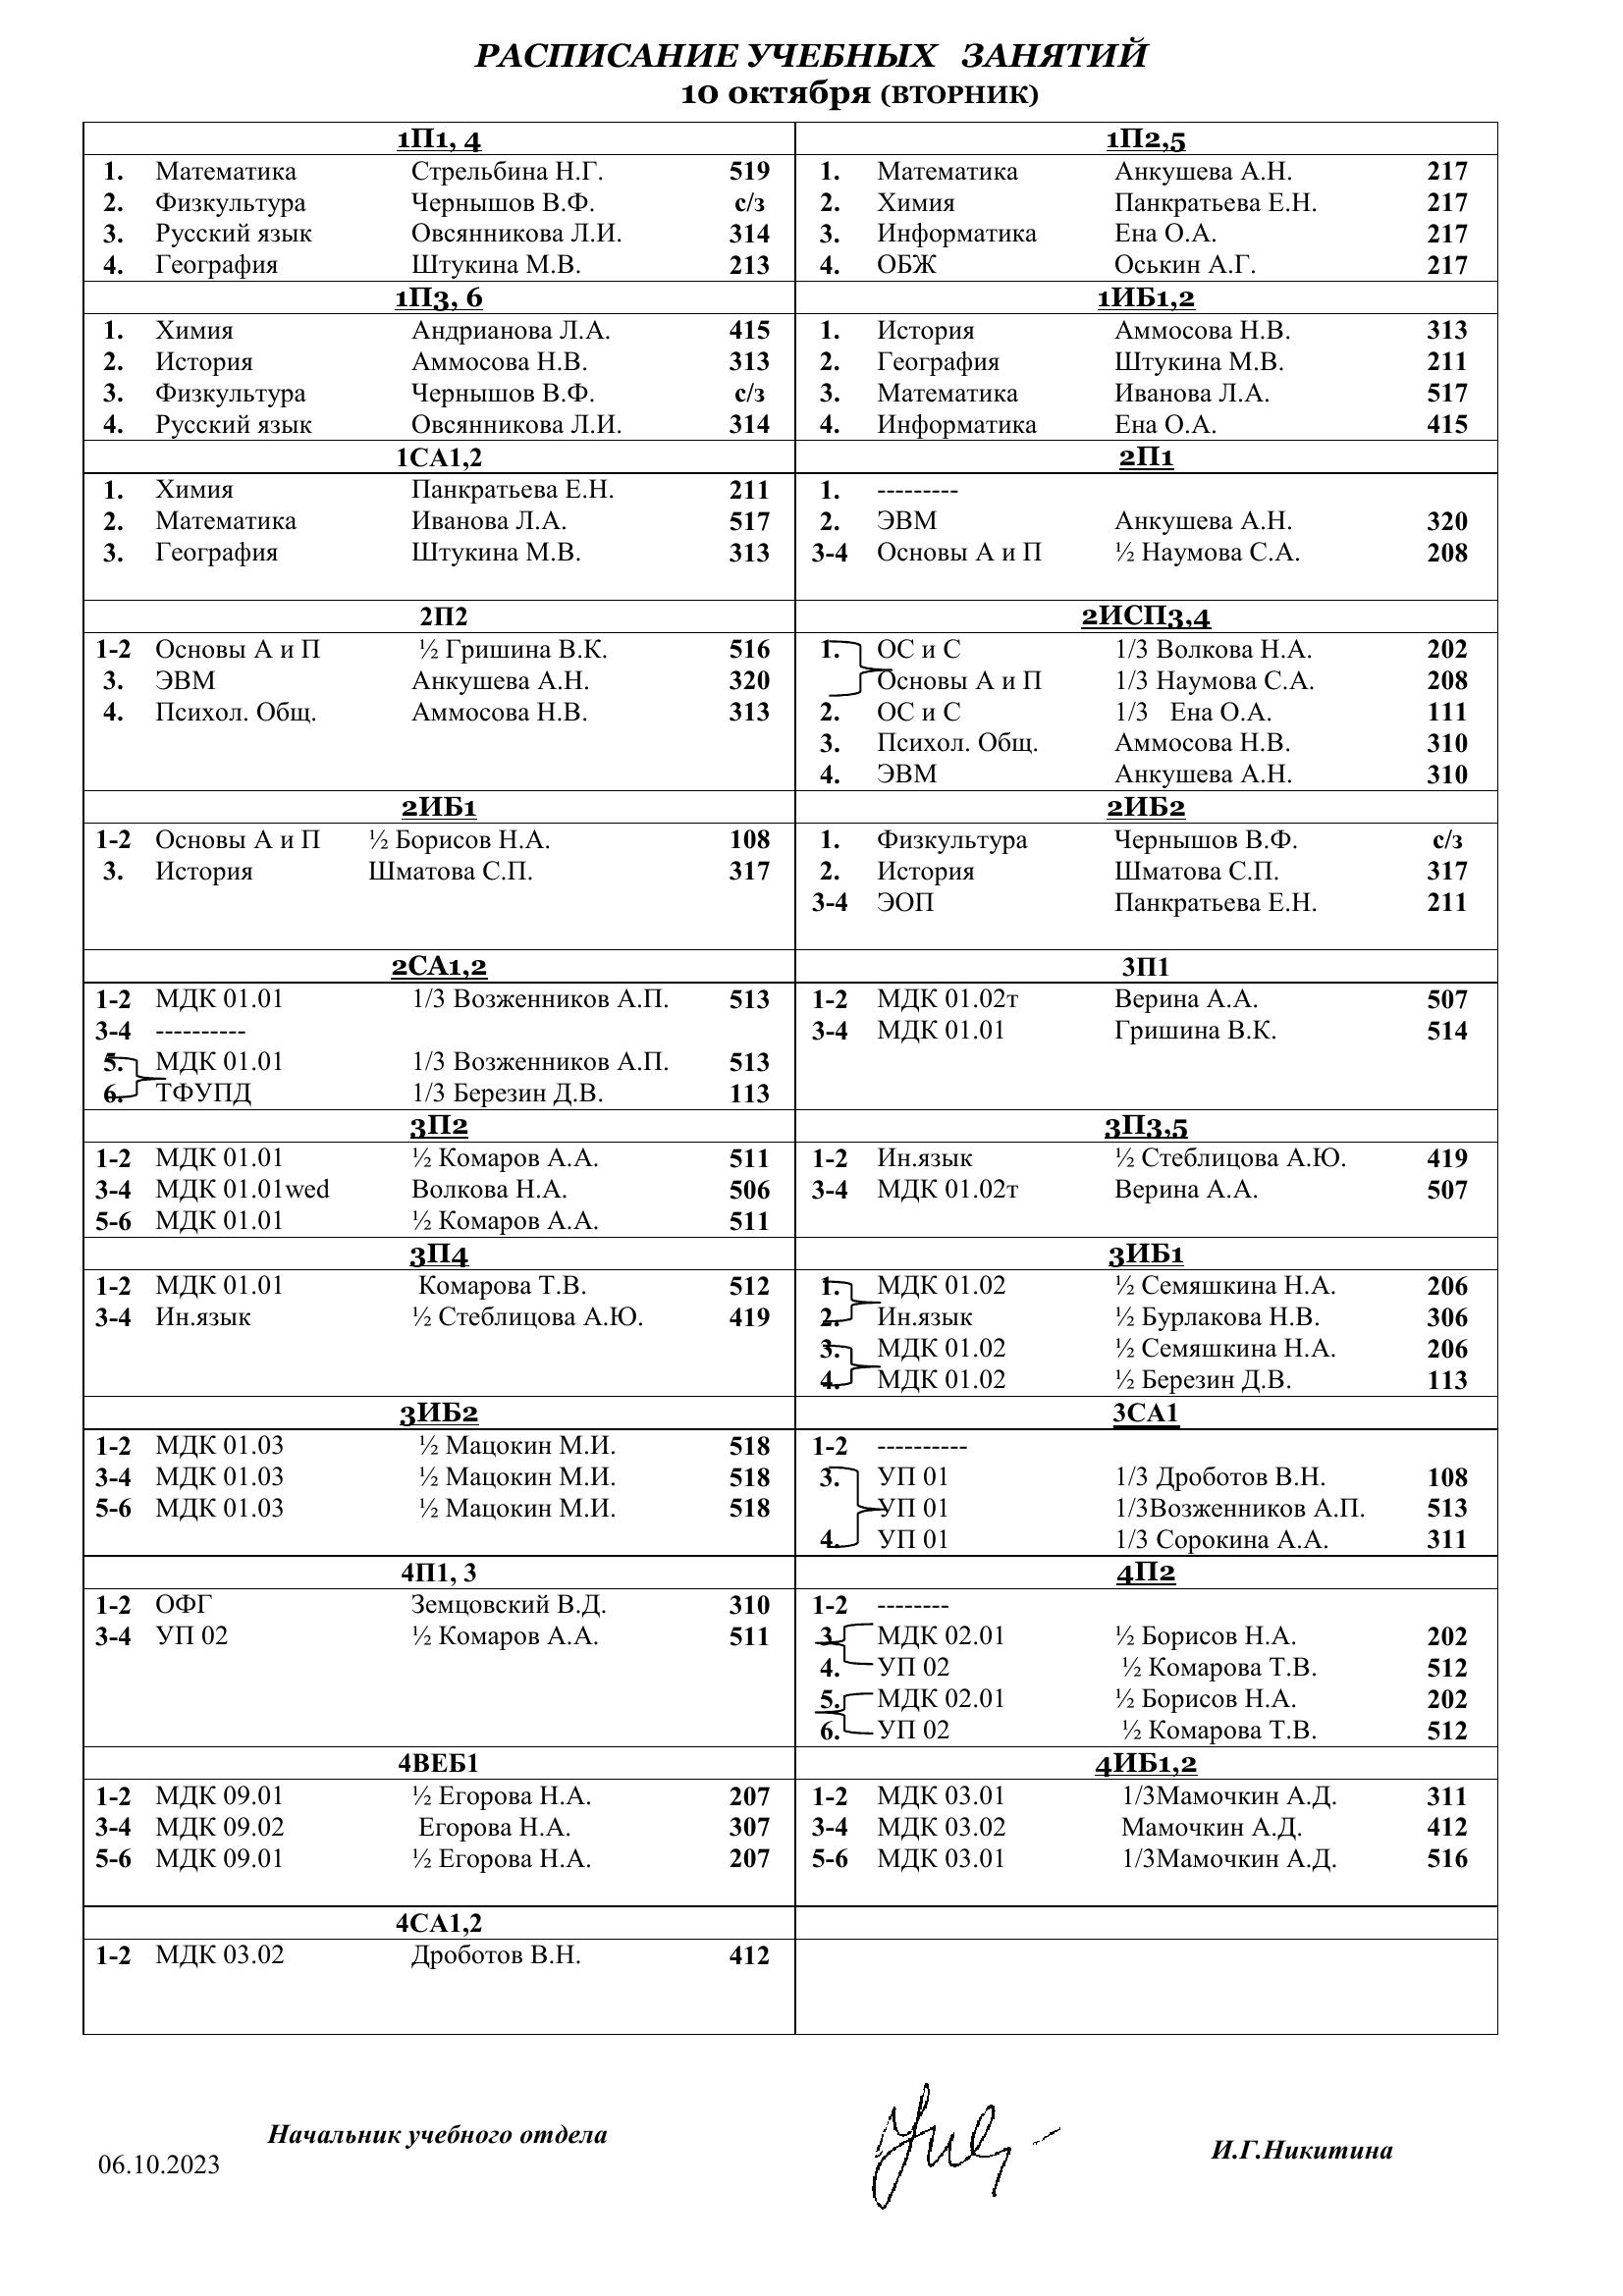 РАСПИСАНИЕ УЧЕБНЫХ ЗАНЯТИЙ
10 октября (ВТОРНИК)
1П1, 4
1. Математика Стрельбина Н.Г. 519
2. Физкультура Чернышов В.Ф. с/з
3. Русский язык Овсянникова Л.И. 314
4. География Штукина М.В. 213
1П2,5
1. Математика Анкушева А.Н. 217
2. Химия Панкратьева Е.Н. 217
3. Информатика Ена О.А. 217
4. ОБЖ Оськин А.Г. 217
1П3, 6
1. Химия Андрианова Л.А. 415
2. История Аммосова Н.В. 313
3. Физкультура Чернышов В.Ф. с/з
4. Русский язык Овсянникова Л.И. 314
1ИБ1,2
1. История Аммосова Н.В. 313
2. География Штукина М.В. 211
3. Математика Иванова Л.А. 517
4. Информатика Ена О.А. 415
1СА1,2
1. Химия Панкратьева Е.Н. 211
2. Математика Иванова Л.А. 517
3. География Штукина М.В. 313
2П1
1. ---------
2. ЭВМ Анкушева А.Н. 320
3-4 Основы А и П ½ Наумова С.А. 208
2П2
1-2 Основы А и П ½ Гришина В.К. 516
3. ЭВМ Анкушева А.Н. 320
4. Психол. Общ. Аммосова Н.В. 313
2ИСП3,4
1. ОС и С 1/3 Волкова Н.А. 202
Основы А и П 1/3 Наумова С.А. 208
2. ОС и С 1/3 Ена О.А. 111
3. Психол. Общ. Аммосова Н.В. 310
4. ЭВМ Анкушева А.Н. 310
2ИБ1
1-2 Основы А и П ½ Борисов Н.А. 108
3. История Шматова С.П. 317
2ИБ2
1. Физкультура Чернышов В.Ф. с/з
2. История Шматова С.П. 317
3-4 ЭОП Панкратьева Е.Н. 211
2СА1,2
1-2 МДК 01.01 1/3 Возженников А.П. 513
3-4 ----------
5. МДК 01.01 1/3 Возженников А.П. 513
6. ТФУПД 1/3 Березин Д.В. 113
3П1
1-2 МДК 01.02т Верина А.А. 507
3-4 МДК 01.01 Гришина В.К. 514
3П2
1-2 МДК 01.01 ½ Комаров А.А. 511
3-4 МДК 01.01wed Волкова Н.А. 506
5-6 МДК 01.01 ½ Комаров А.А. 511
3П3,5
1-2 Ин.язык ½ Стеблицова А.Ю. 419
3-4 МДК 01.02т Верина А.А. 507
3П4
1-2 МДК 01.01 Комарова Т.В. 512
3-4 Ин.язык ½ Стеблицова А.Ю. 419
3ИБ1
1. МДК 01.02 ½ Семяшкина Н.А. 206
2. Ин.язык ½ Бурлакова Н.В. 306
3. МДК 01.02 ½ Семяшкина Н.А. 206
4. МДК 01.02 ½ Березин Д.В. 113
3ИБ2
1-2 МДК 01.03 ½ Мацокин М.И. 518
3-4 МДК 01.03 ½ Мацокин М.И. 518
5-6 МДК 01.03 ½ Мацокин М.И. 518
3СА1
1-2 ----------
3. УП 01 1/3 Дроботов В.Н. 108
УП 01 1/3Возженников А.П. 513
4. УП 01 1/3 Сорокина А.А. 311
4П1, 3
1-2 ОФГ Земцовский В.Д. 310
3-4 УП 02 ½ Комаров А.А. 511
4П2
1-2 --------
3 МДК 02.01 ½ Борисов Н.А. 202
4. УП 02 ½ Комарова Т.В. 512
5. МДК 02.01 ½ Борисов Н.А. 202
6. УП 02 ½ Комарова Т.В. 512
4ВЕБ1
1-2 МДК 09.01 ½ Егорова Н.А. 207
3-4 МДК 09.02 Егорова Н.А. 307
5-6 МДК 09.01 ½ Егорова Н.А. 207
4ИБ1,2
1-2 МДК 03.01 1/3Мамочкин А.Д. 311
3-4 МДК 03.02 Мамочкин А.Д. 412
5-6 МДК 03.01 1/3Мамочкин А.Д. 516
4СА1,2
1-2 МДК 03.02 Дроботов В.Н. 412
Начальник учебного отдела И.Г.Никитина
06.10.2023